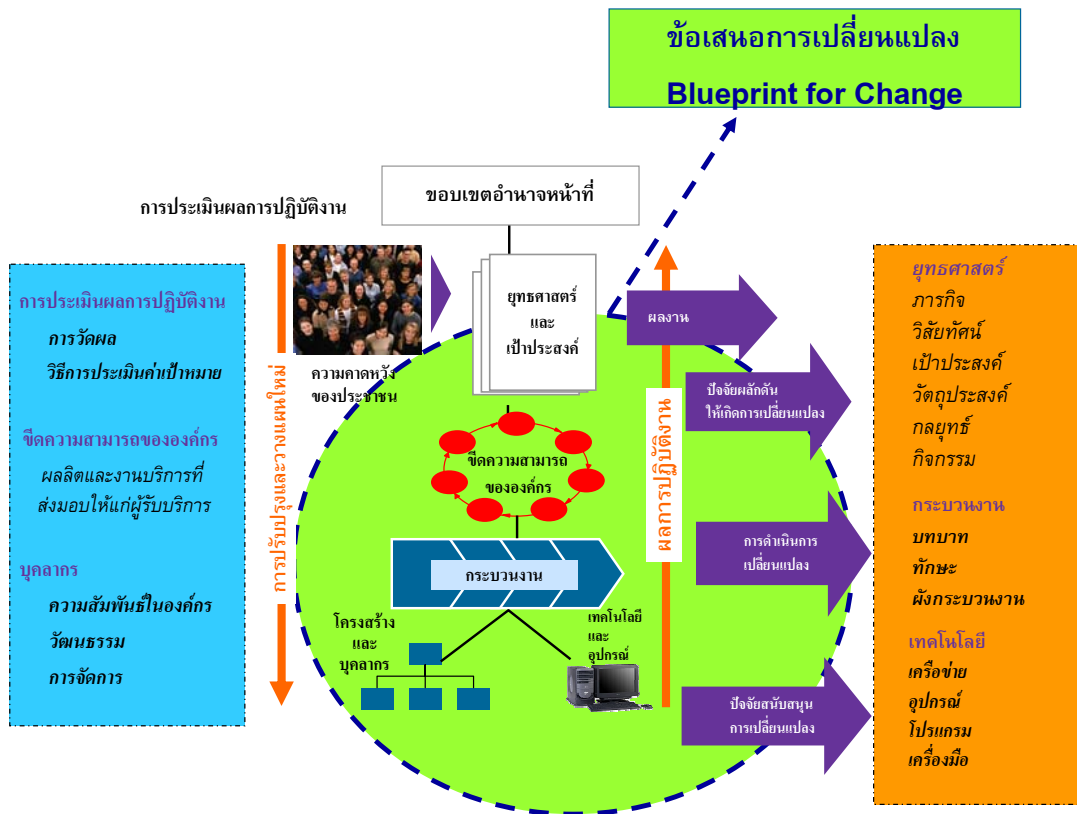 ข้อเสนอการเปลี่ยนแปลง
Blueprint for Change
ขอบเขตอำนาจหน้าที่
การประเมินผลการปฏิบัติงาน
การประเมินผลการปฏิบัติงาน
การวัดผล
วิธีการประเมินค่าเป้าหมาย
ขีดความสามารถขององค์กร
ผลผลิตและงานบริการที่
ส่งมอบให้แก่ผู้รับบริการ
บุคลากร
ความสัมพันธ์ในองค์กร
วัฒนธรรม
การจัดการ
การปรับปรุงและวางแผนใหม่
ความคาดหวัง
ของประชาชน
ยุทธศาสตร์
และ
เป้าประสงค์
ขีดความสามารถ
ขององค์กร
กระบวนงาน
โครงสร้าง
และ
บุคลากร
เทคโนโลยี
และ
อุปกรณ์
ผลการปฏิบัติงาน
ผลงาน
ปัจจัยผลักดัน
ให้เกิดการเปลี่ยนแปลง
การดำเนินการ
เปลี่ยนแปลง
ปัจจัยสนับสนุน
การเปลี่ยนแปลง
ยุทธศาสตร์
ภารกิจ
วิสัยทัศน์
เป้าประสงค์
วัตถุประสงค์
กลยุทธ์
กิจกรรม
กระบวนงาน
บทบาท
ทักษะ
ผังกระบวนงาน
เทคโนโลยี
เครือข่าย
อุปกรณ์
โปรแกรม
เครื่องมือ